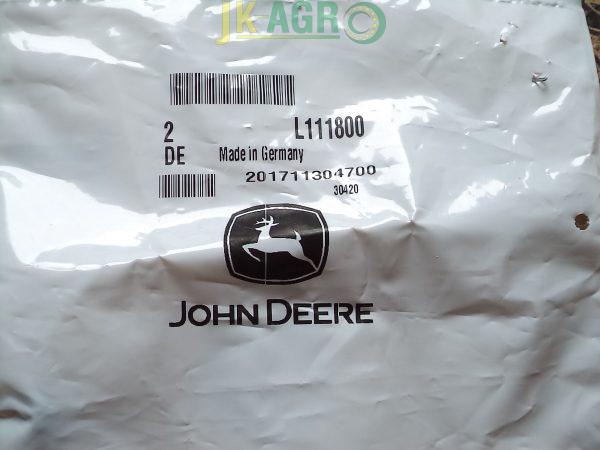 JK AGRO
2 L111800
DE Made in Germany
201711304700
30420
JOHN DEERE